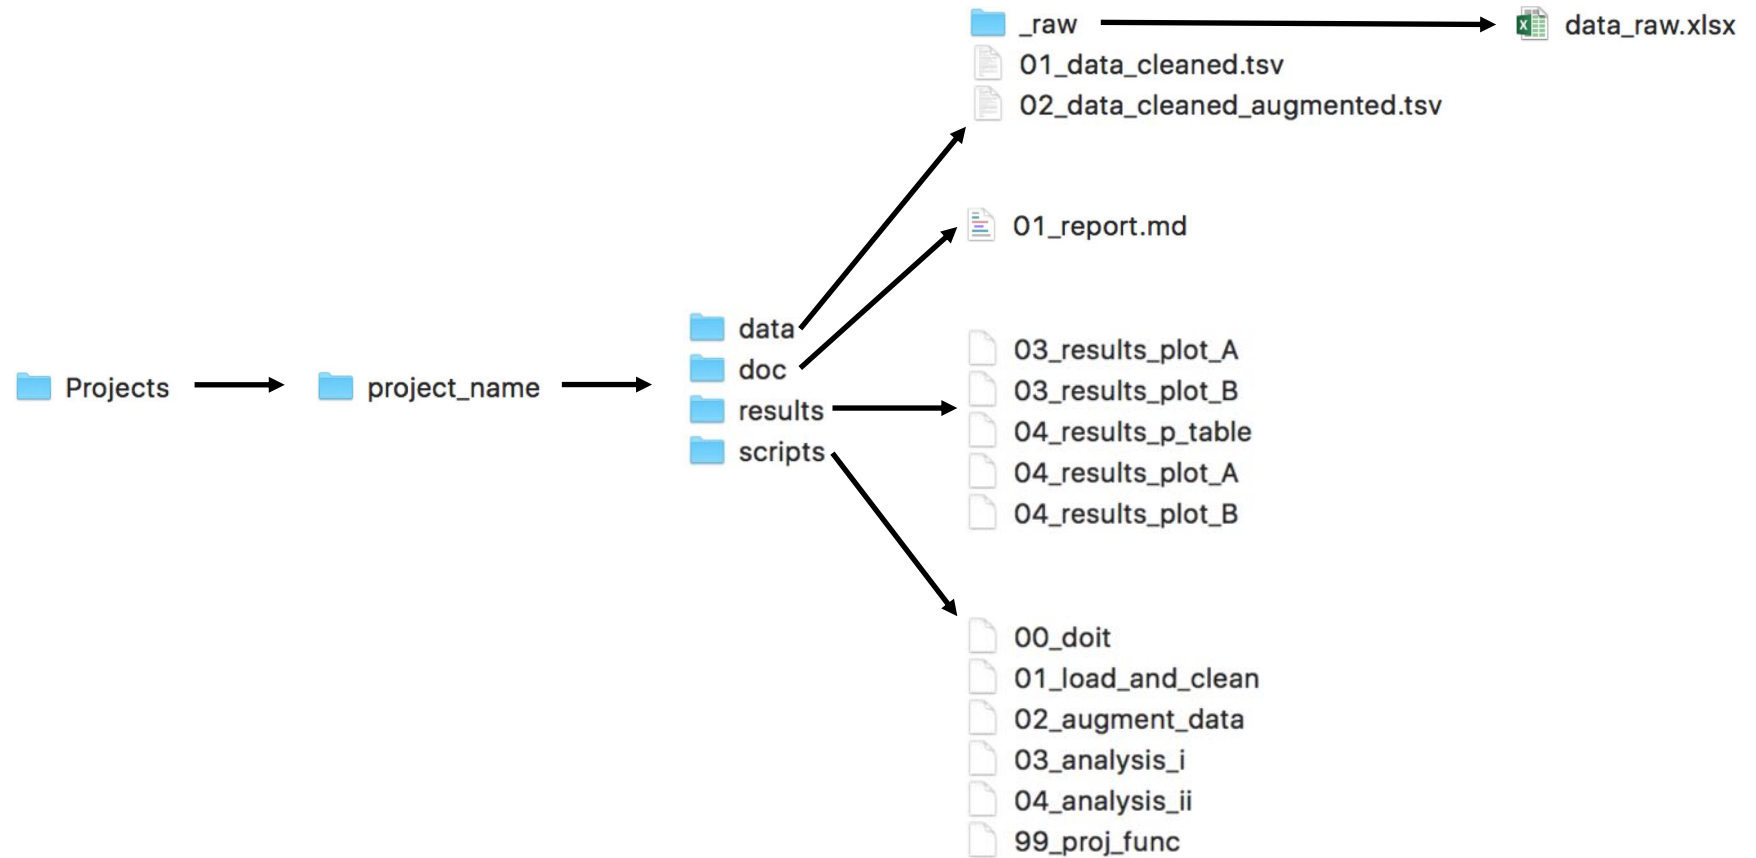 _raw
data_raw.xlsx
01_data_cleaned.tsv
02_data_cleaned_augmented.tsv
01_report.md
Projects
project_name
data
doc
results
scripts
03_results_plot_A
03_results_plot_B
04_results_p_table
04_results_plot_A
04_results_plot_B
00_doit
01_load_and_clean
02_augment_data
03_analysis_i
04_analysis_ii
99_proj_func